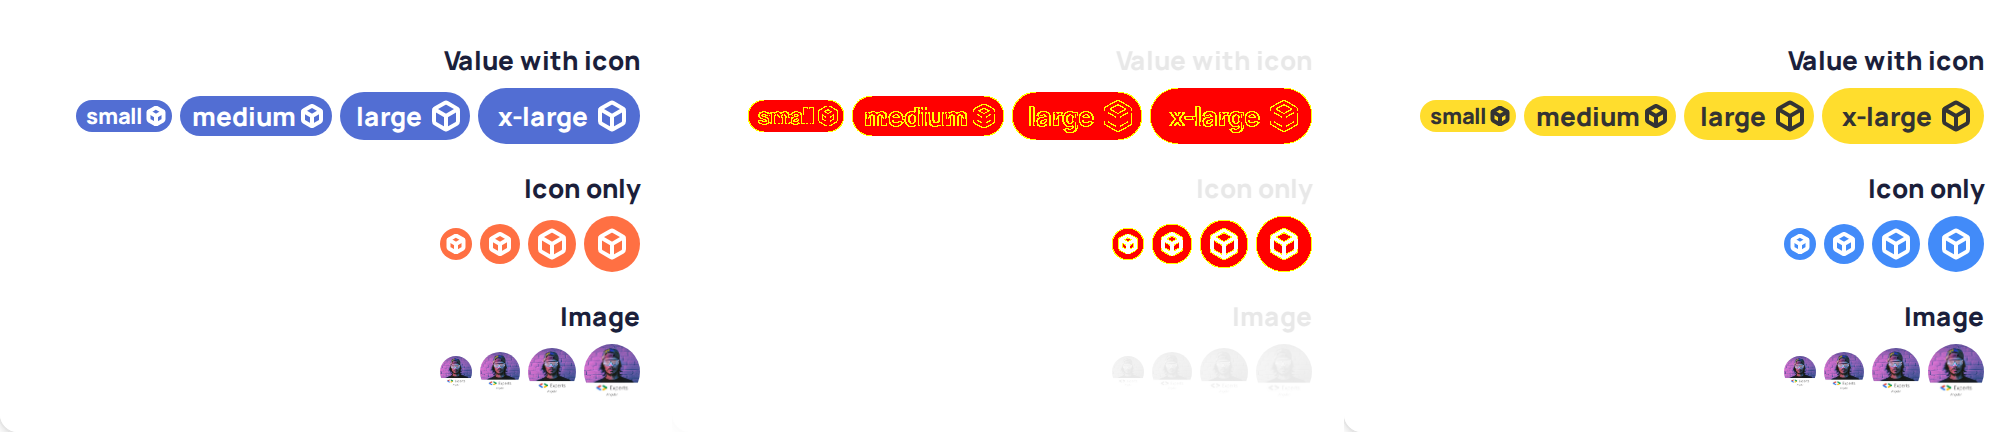 Value with icon
small medium large x-large
Icon only
Image
Value with icon
small medium large x-large
Icon only
Image
Value with icon
small medium large x-large
Icon only
Image